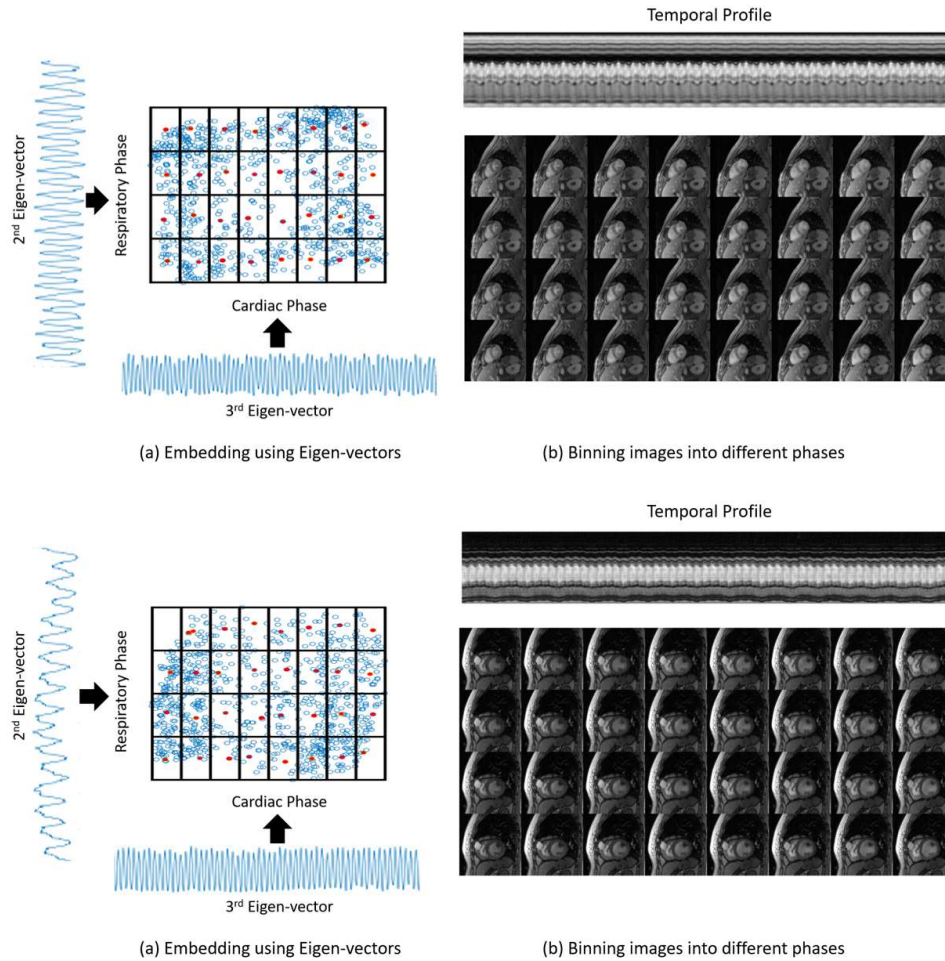 Temporal Profile
2nd Eigen-vector
Respiratory Phase
Cardiac Phase
3rd Eigen-vector
(a) Embedding using Eigen-vectors
(b) Binning images into different phases
Temporal Profile
2nd Eigen-vector
Respiratory Phase
Cardiac Phase
3rd Eigen-vector
(a) Embedding using Eigen-vectors
(b) Binning images into different phases